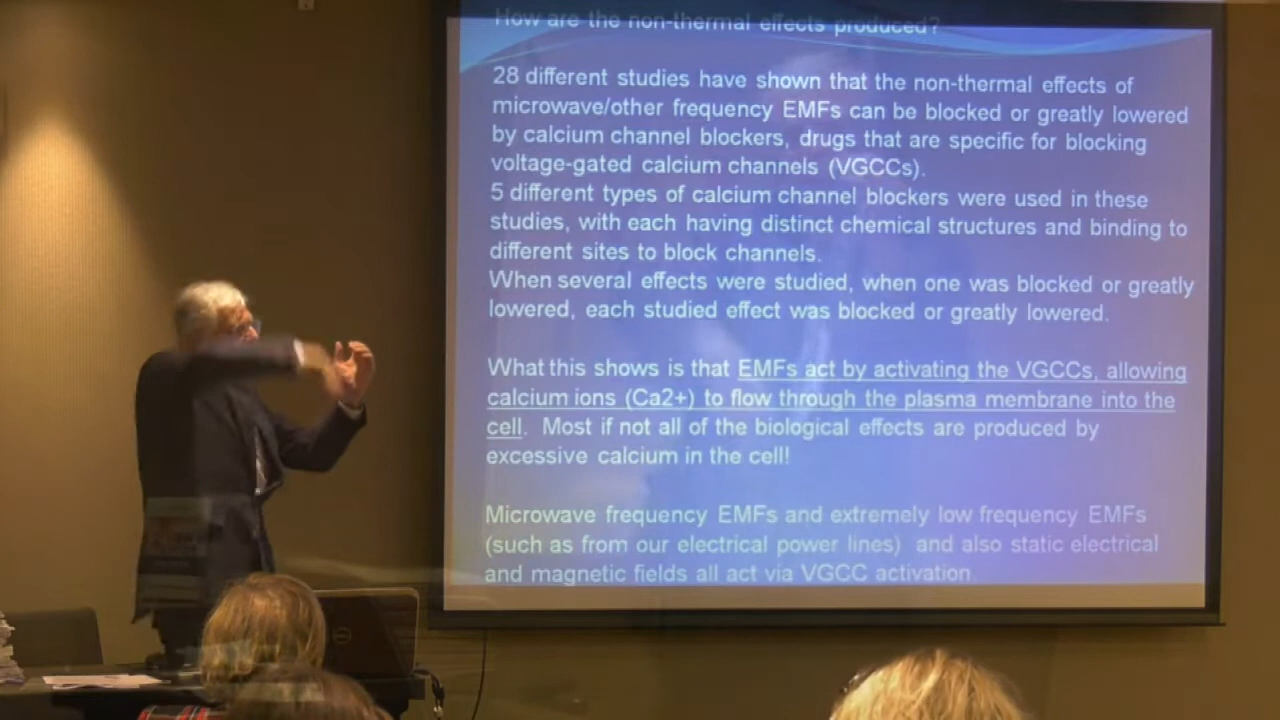 How are the non-thermal effects produced?
28 different studies have shown that the non-thermal effects of
microwave/other frequency EMFs can be blocked or greatly lowered
by calcium channel blockers, drugs that are specific for blocking
voltage-gated calcium channels (VGCCs).
5 different types of calcium channel blockers were used in these
studies, with each having distinct chemical structures and binding to
different sites to block channels.
When several effects were studied, when one was blocked or greatly
lowered, each studied effect was blocked or greatly lowered.
What this shows is that EMFs act by activating the VGCCs, allowing
calcium ions (Ca2+) to flow through the plasma membrane into the
cell. Most if not all of the biological effects are produced by
excessive calcium in the cell!
Microwave frequency EMFs and extremely low frequency EMFs
(such as from our electrical power lines) and also static electrical
and magnetic fields all act via VGCC activation